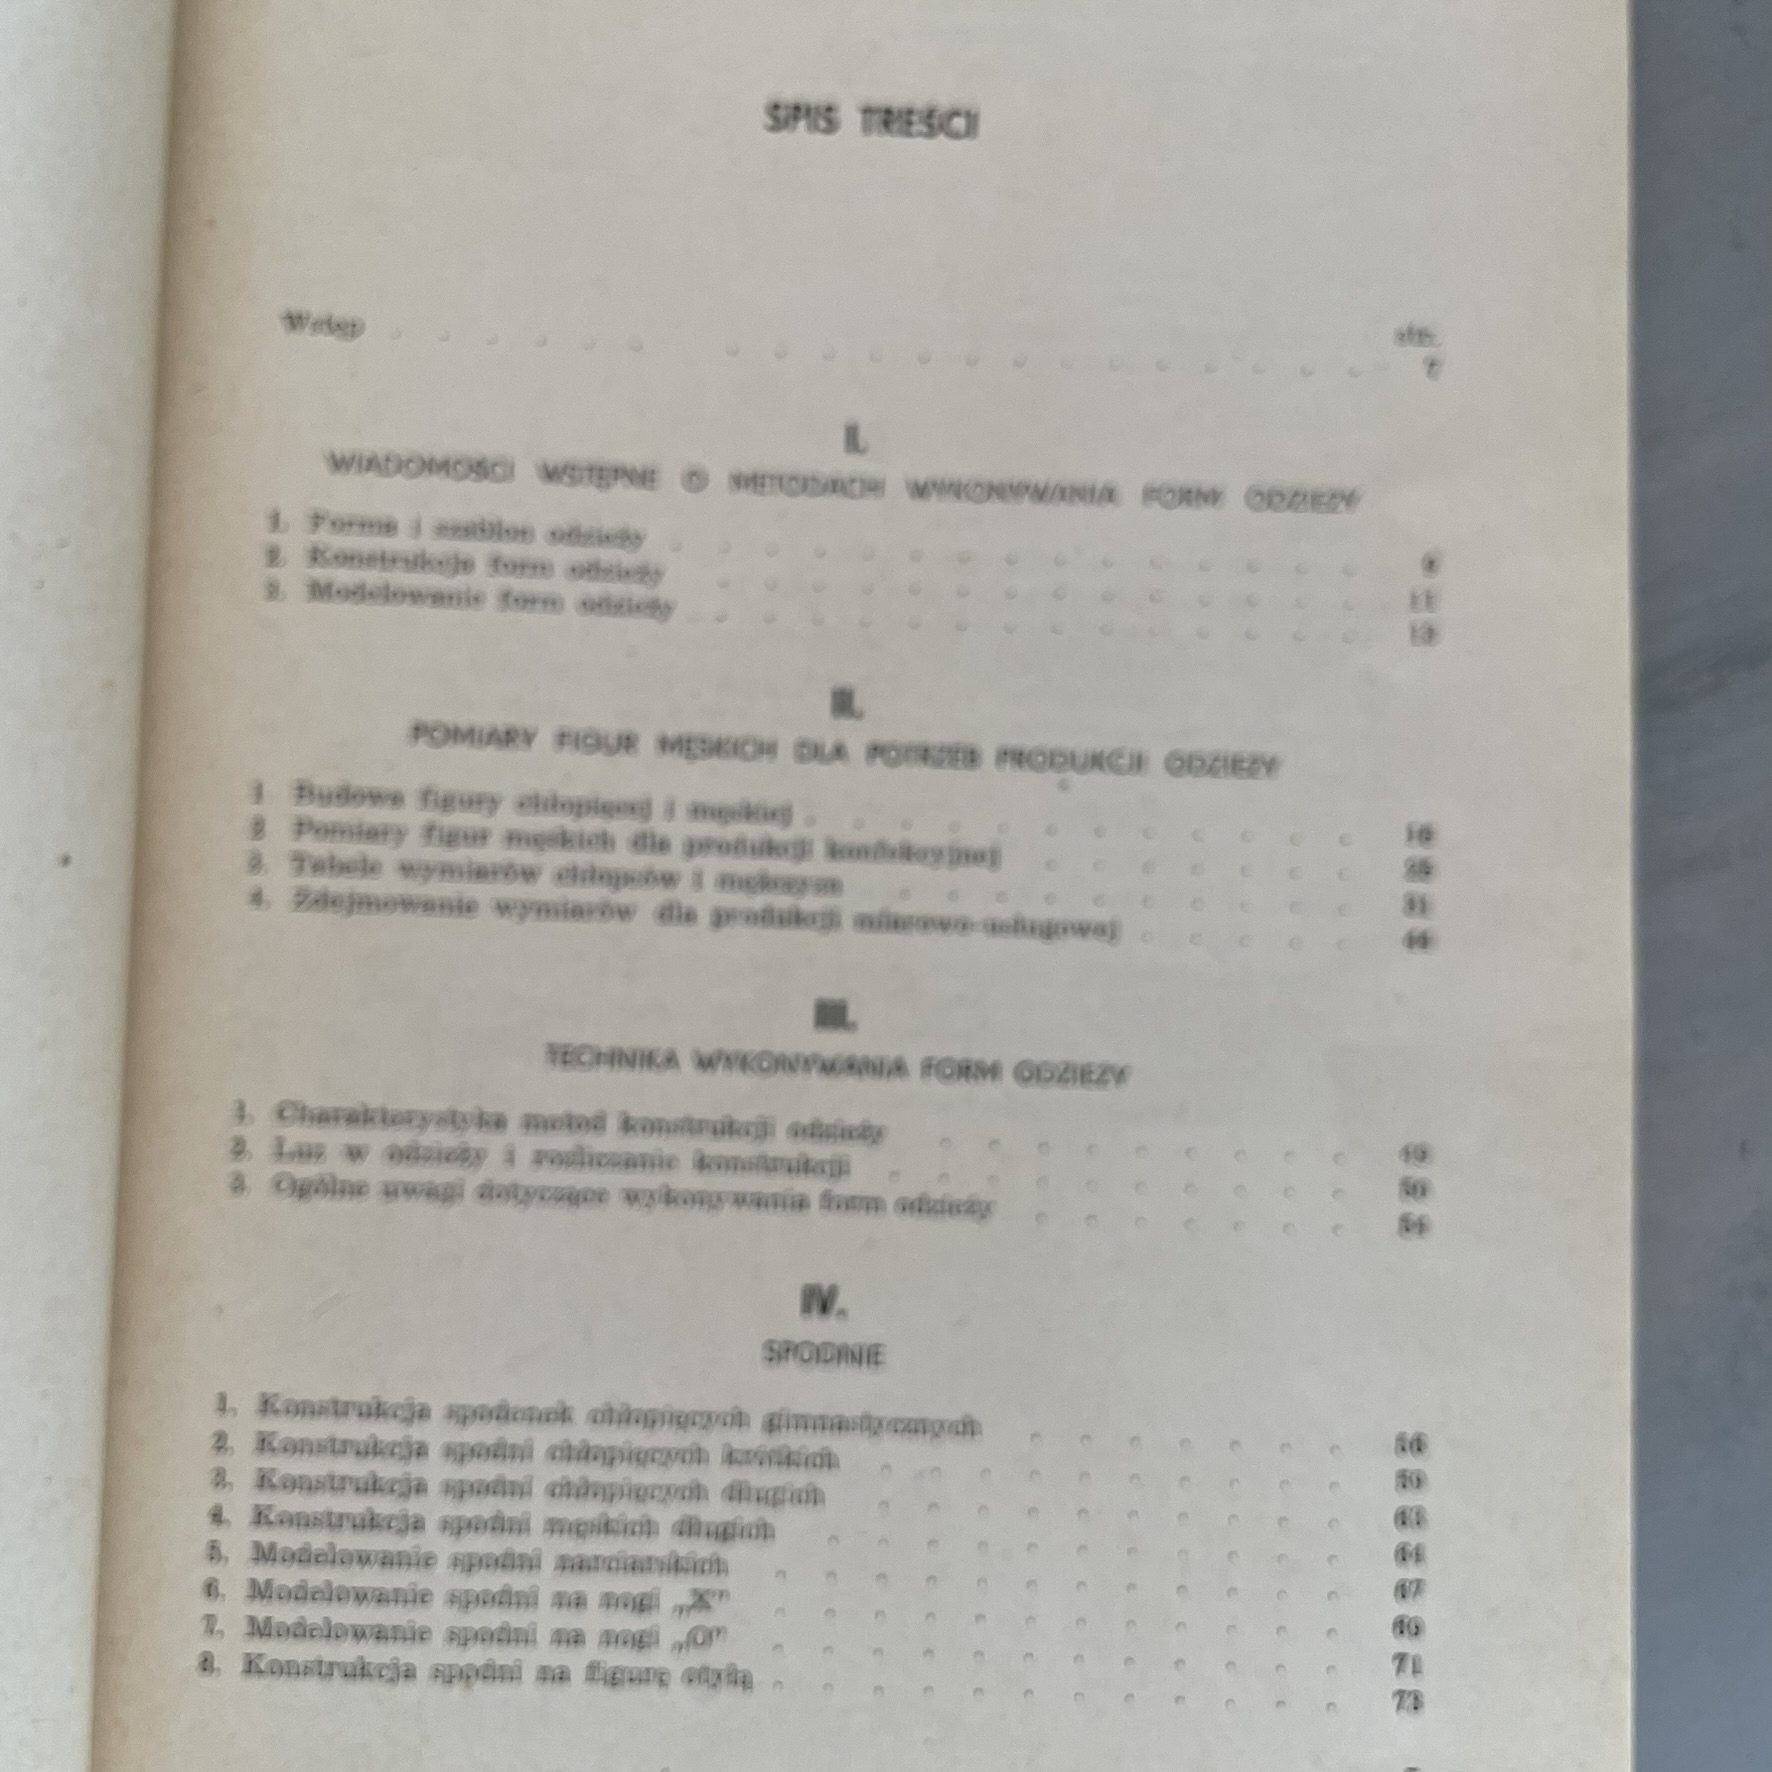 SPIS TREŚCI
Wstęp . . . . . . . . . . . . . . . . . . . .
str.
7
I.
WIADOMOŚCI WSTĘPNE O METODACH WYKONYWANIA FORM ODZIEŻY
1. Forma i szablon odzieży . . . . . . . . . . . . . . .
2. Konstrukcja form odzieży . . . . . . . . . . . . . . 11
3. Modelowanie form odzieży . . . . . . . . . . . . . . 13
II.
POMIARY FIGUR MĘSKICH DLA POTRZEB PRODUKCJI ODZIEŻY
1. Budowa figury chłopięcej i męskiej . . . . . . . . . . . . 16
2. Pomiary figur męskich dla produkcji konfekcyjnej . . . . . . .
3. Tabele wymiarów chłopców i mężczyzn . . . . . . . . . . 31
4. Zdejmowanie wymiarów dla produkcji miarowo-usługowej . . . . . 44
III.
TECHNIKA WYKONYWANIA FORM ODZIEŻY
1. Charakterystyka metod konstrukcji odzieży . . . . . . . . . 49
2. Luz w odzieży i rozliczanie konstrukcji . . . . . . . . . . 50
3. Ogólne uwagi dotyczące wykonywania form odzieży . . . . . . . 54
IV.
SPODNIE
1. Konstrukcja spodenek chłopięcych gimnastycznych . . . . . . . 56
2. Konstrukcja spodni chłopięcych krótkich . . . . . . . . . . 59
3. Konstrukcja spodni chłopięcych długich . . . . . . . . . .
4. Konstrukcja spodni męskich długich . . . . . . . . . . . 64
5. Modelowanie spodni narciarskich . . . . . . . . . . . . 67
6. Modelowanie spodni na nogi „X” . . . . . . . . . . . . 69
7. Modelowanie spodni na nogi „O” . . . . . . . . . . . . 71
8. Konstrukcja spodni na figurę otyłą . . . . . . . . . . . . 73